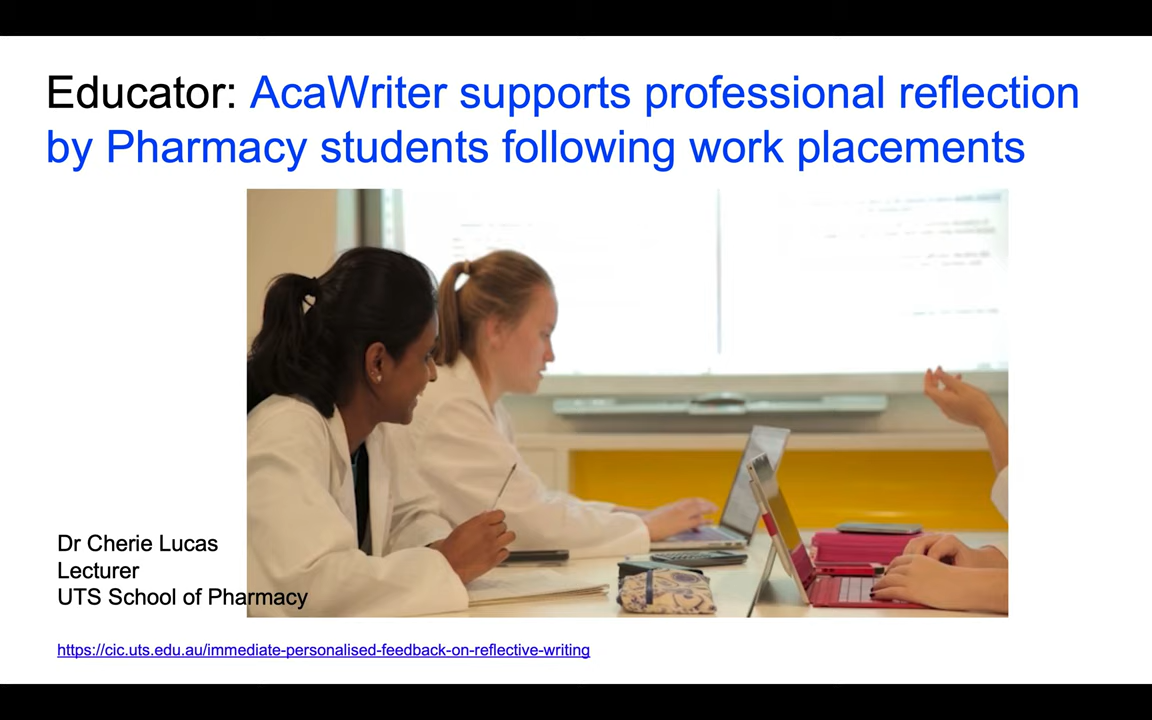 Educator: AcaWriter supports professional reflection
by Pharmacy students following work placements
Dr Cherie Lucas
Lecturer
UTS School of Pharmacy
https://cic.uts.edu.au/immediate-personalised-feedback-on-reflective-writing